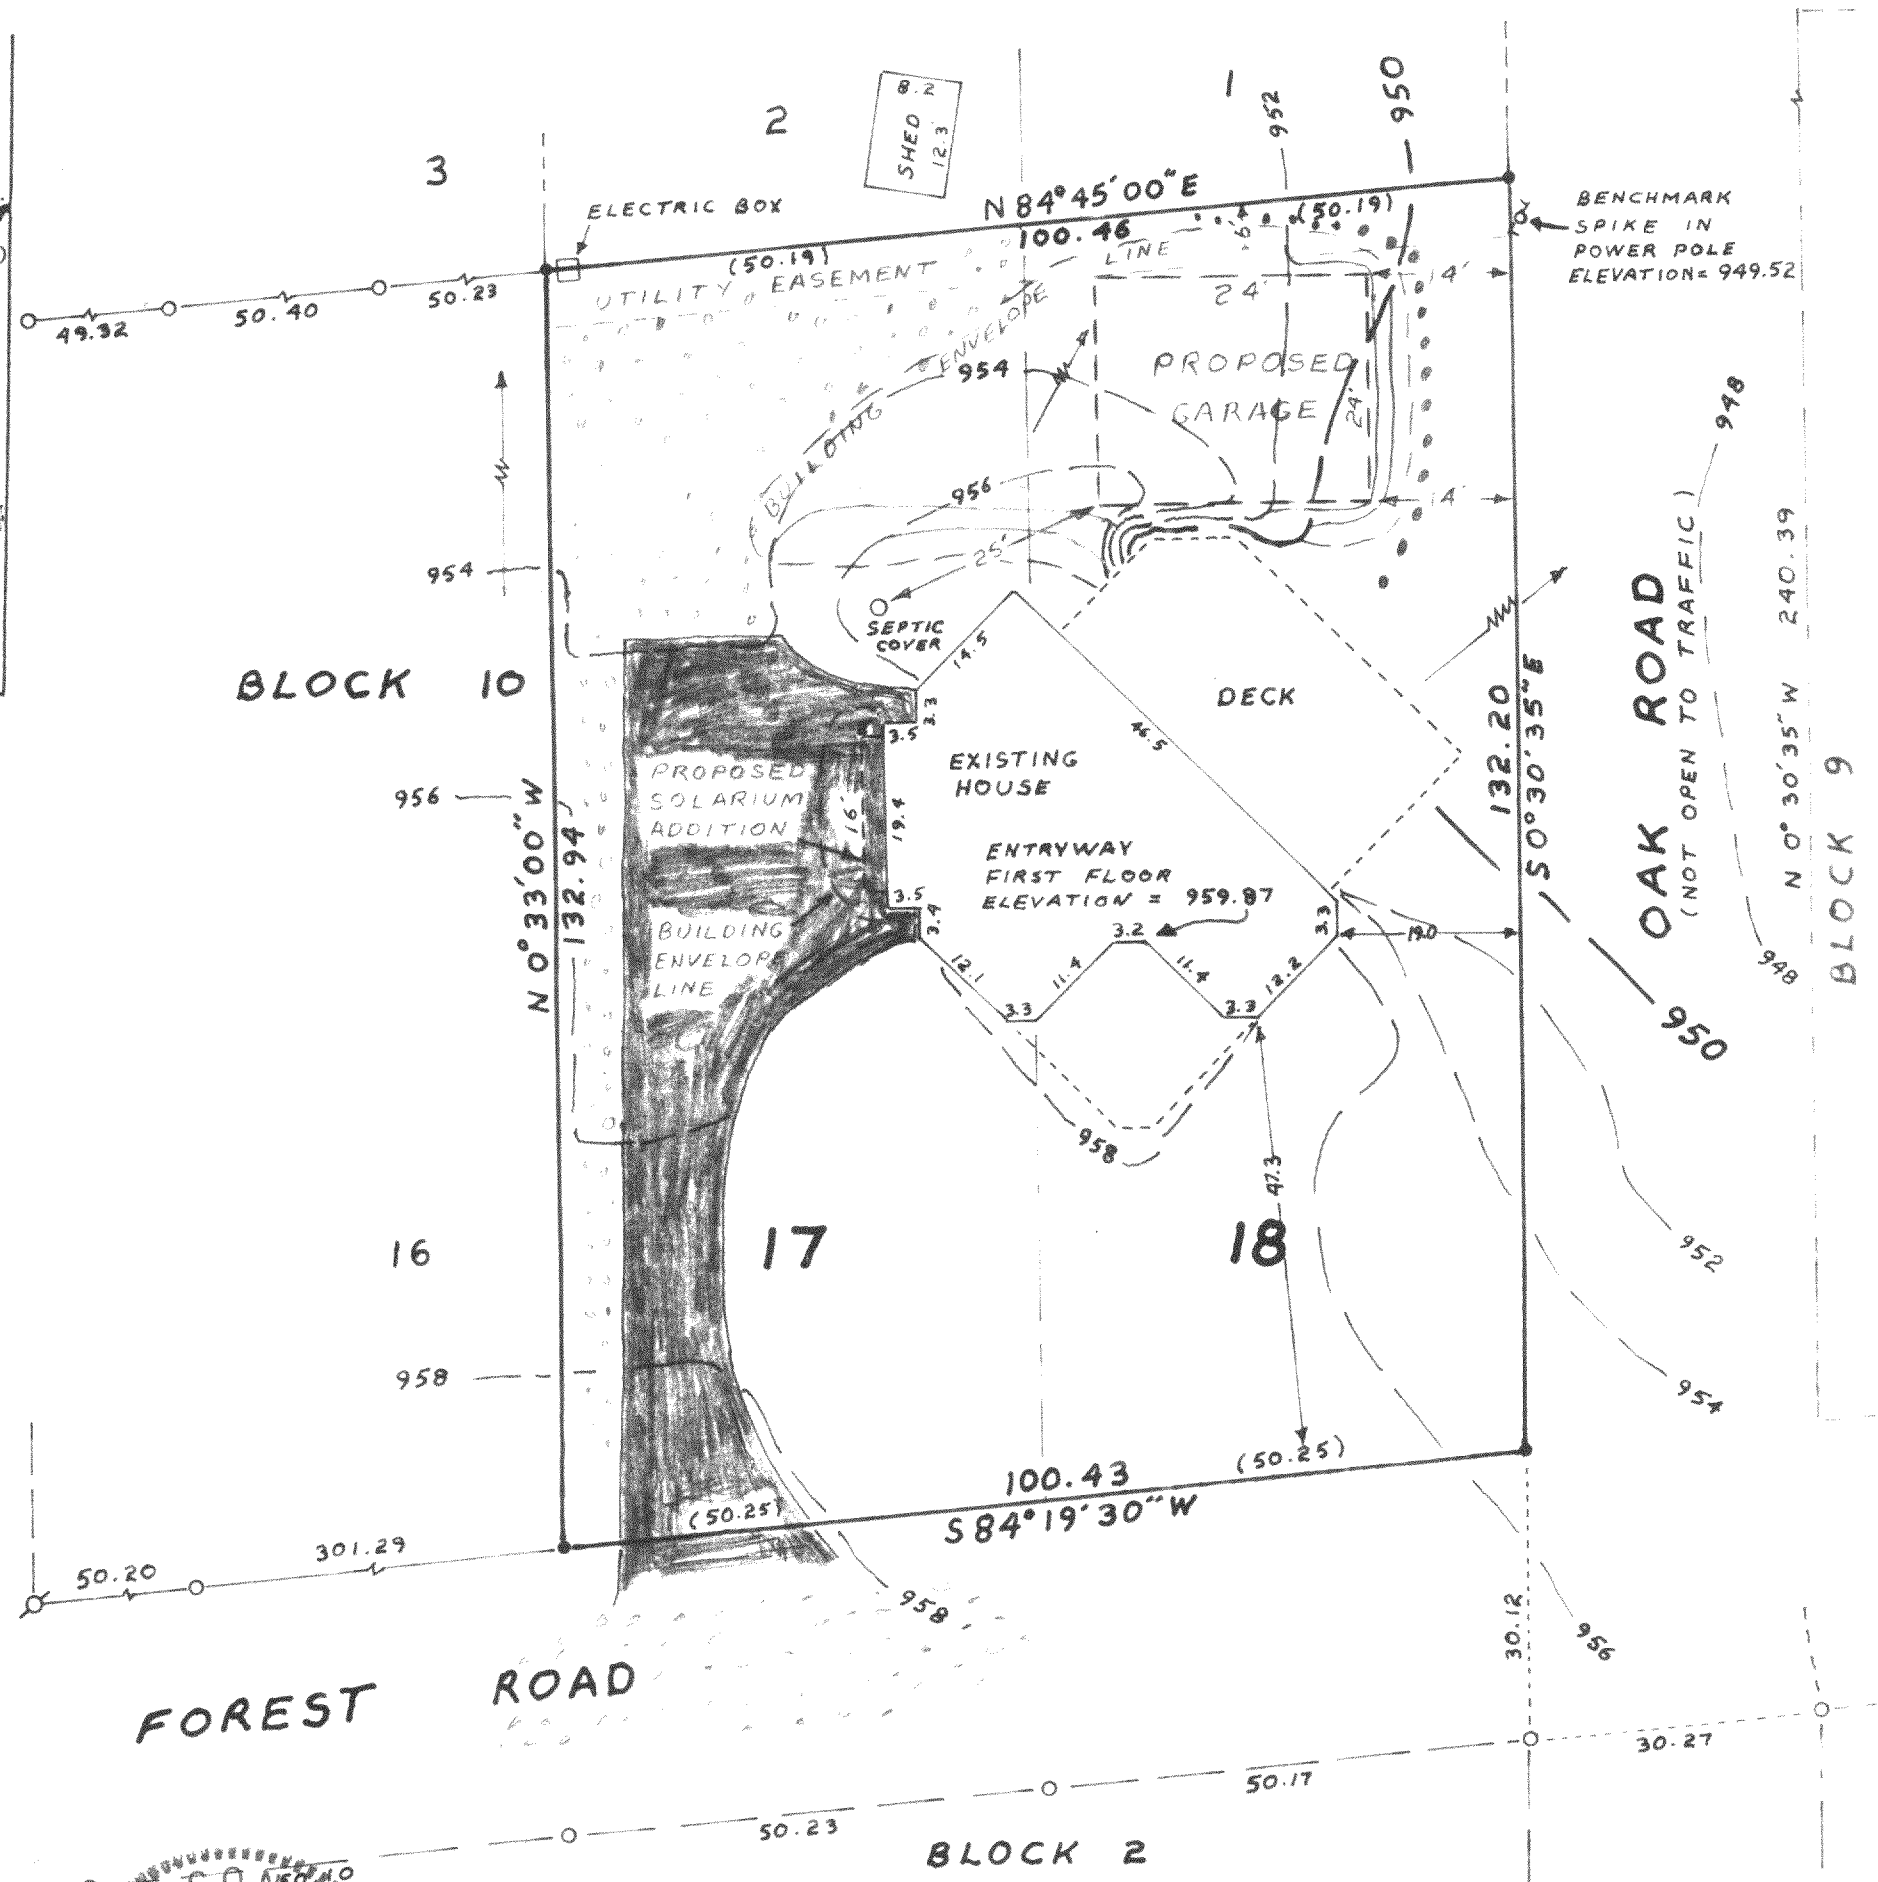 3
2
1
952
950
8.2
SHED
12.3
ELECTRIC BOX
N 84°45'00" E
100.46
(50.19)
(50.19)
BENCHMARK
SPIKE IN
POWER POLE
ELEVATION= 949.52
49.32
50.40
50.23
UTILITY EASEMENT
BUILDING ENVELOPE LINE
24'
14'
PROPOSED
GARAGE
24'
14'
954
956
25'
948
954
SEPTIC
COVER
14.5
3.3
3.5
46.5
DECK
BLOCK 10
EXISTING
HOUSE
PROPOSED
SOLARIUM
ADDITION
16'
19.4
956
N 0°33'00" W
132.94
ENTRYWAY
FIRST FLOOR
ELEVATION = 959.87
3.5
3.4
3.2
3.3
19.0
132.20
S 0°30'35" E
OAK ROAD
(NOT OPEN TO TRAFFIC)
N 0°30'35" W 240.39
BLOCK 9
948
BUILDING
ENVELOPE
LINE
12.1
11.4
11.4
12.2
3.3
3.3
950
958
47.3
16
17
18
952
958
954
(50.25)
100.43
(50.25)
S 84°19'30" W
50.20
301.29
958
956
30.12
FOREST ROAD
30.27
50.17
50.23
BLOCK 2